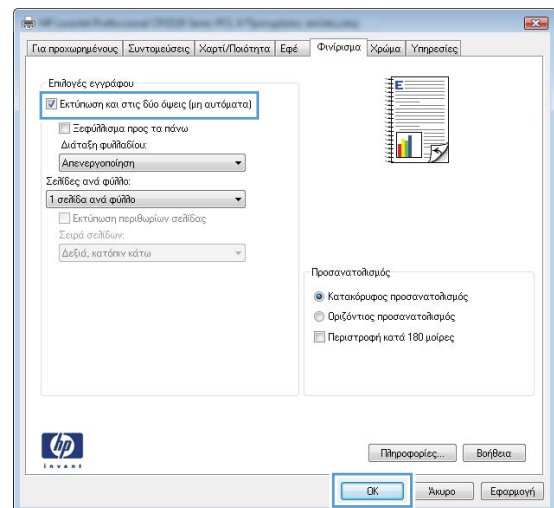 Για προχωρημένους Συντομεύσεις Χαρτί/Ποιότητα Εφέ Φινίρισμα Χρώμα Υπηρεσίες
Επιλογές εγγράφου
Εκτύπωση και στις δύο όψεις (μη αυτόματα)
Ξεφύλλισμα προς τα πάνω
Διάταξη φυλλαδίου:
Απενεργοποίηση
Σελίδες ανά φύλλο:
1 σελίδα ανά φύλλο
Εκτύπωση περιθωρίων σελίδας
Σειρά σελίδων:
Δεξιά, κατόπιν κάτω
E
Προσανατολισμός
Κατακόρυφος προσανατολισμός
Οριζόντιος προσανατολισμός
Περιστροφή κατά 180 μοίρες
hp
invent
Πληροφορίες... Βοήθεια
OK Άκυρο Εφαρμογή